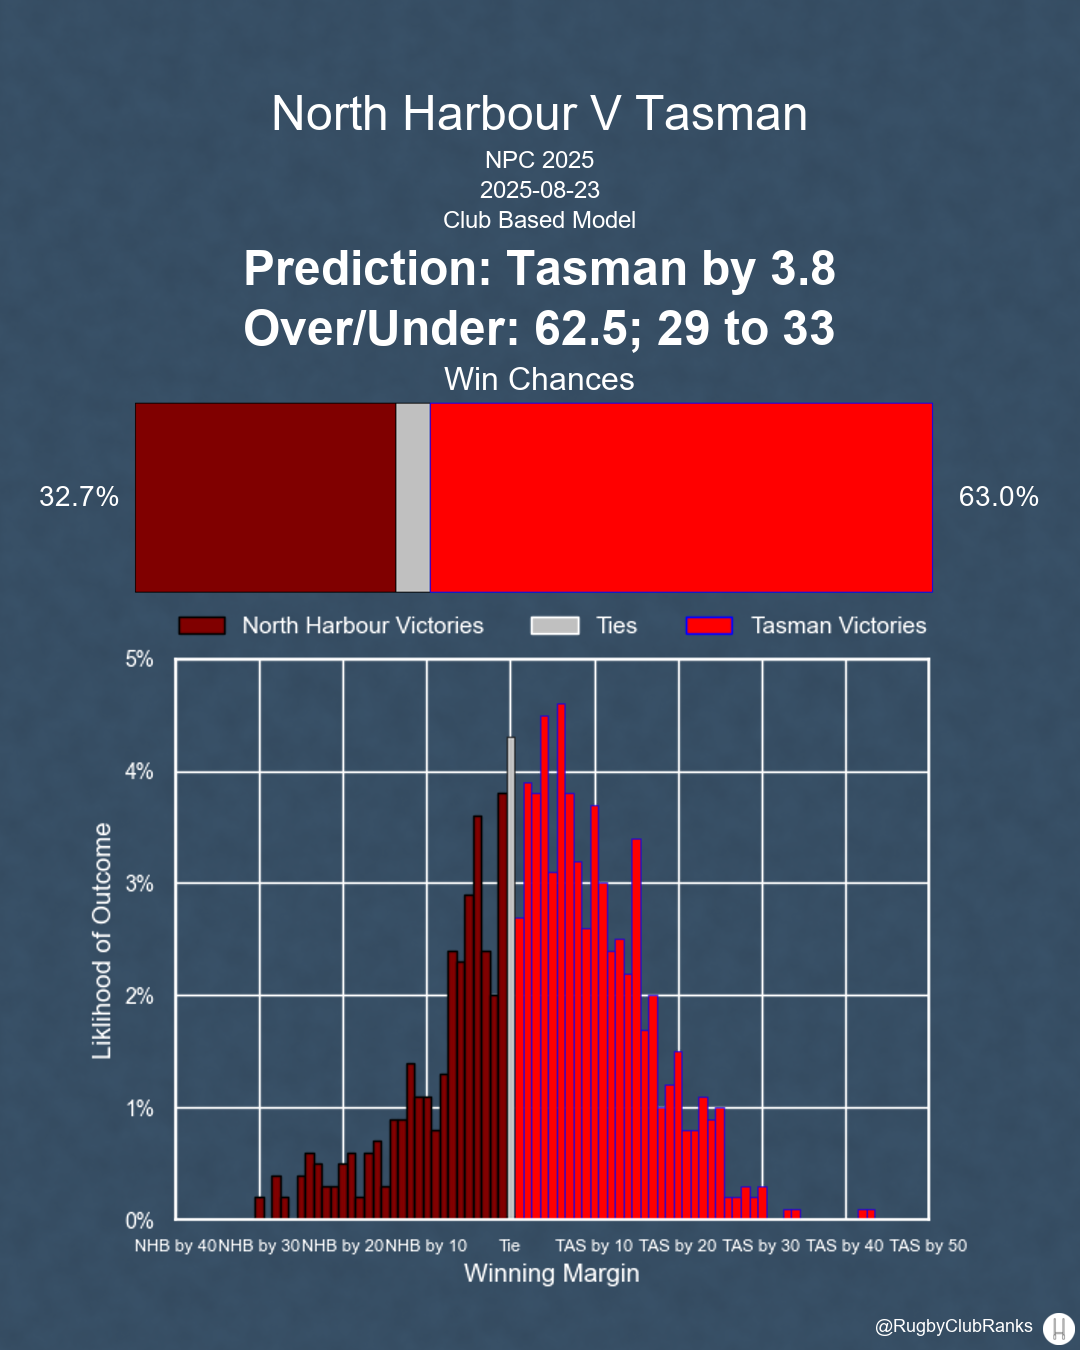 North Harbour V Tasman
NPC 2025
2025-08-23
Club Based Model
Prediction: Tasman by 3.8
Over/Under: 62.5; 29 to 33
Win Chances
32.7%
63.0%
North Harbour Victories
Ties
Tasman Victories
5%
4%
3%
2%
1%
0%
Liklihood of Outcome
NHB by 40 NHB by 30 NHB by 20 NHB by 10 Tie TAS by 10 TAS by 20 TAS by 30 TAS by 40 TAS by 50
Winning Margin
@RugbyClubRanks